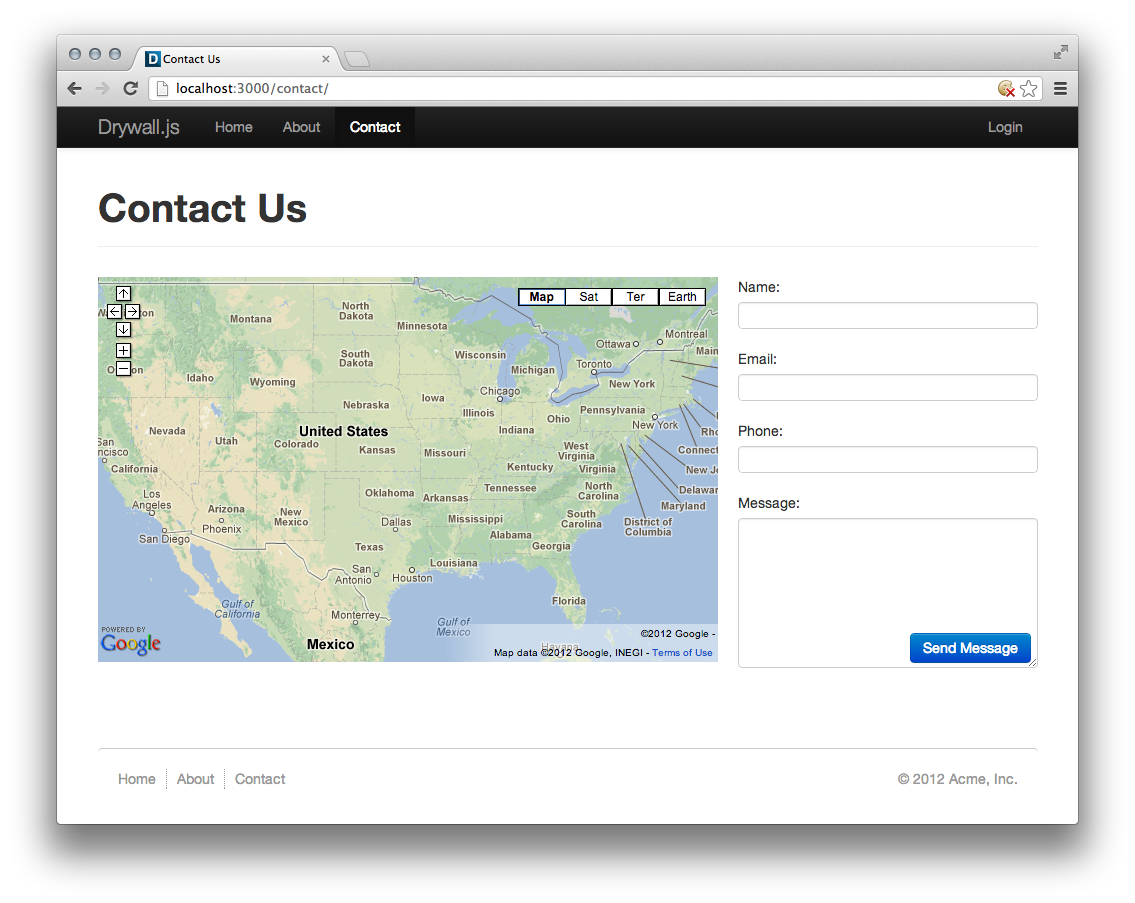 Contact Us
localhost:3000/contact/
Drywall.js
Home
About
Contact
Login
Contact Us
Map
Sat
Ter
Earth
North
Dakota
Montana
Minnesota
Ottawa
Montreal
Main
South
Dakota
Wisconsin
Michigan
Toronto
Idaho
Wyoming
New York
Chicago
Nebraska
Iowa
Illinois
Ohio
Pennsylvania
New York
Nevada
Utah
United States
Indiana
Colorado
Kansas
Missouri
West
Virginia
San
ncisco
California
Kentucky
Virginia
Connect
New J
Los
Angeles
Oklahoma
Arkansas
Tennessee
North
Carolina
Delawar
Maryland
Arizona
New
Mexico
Phoenix
Dallas
Mississippi
South
Carolina
District of
Columbia
San Diego
Alabama
Texas
Georgia
Louisiana
San
Antonio
Houston
Florida
Gulf of
California
Monterrey
Gulf of
Mexico
Mexico
Havana
POWERED BY
Google
©2012 Google -
Map data ©2012 Google, INEGI - Terms of Use
Name:
Email:
Phone:
Message:
Send Message
Home
About
Contact
© 2012 Acme, Inc.